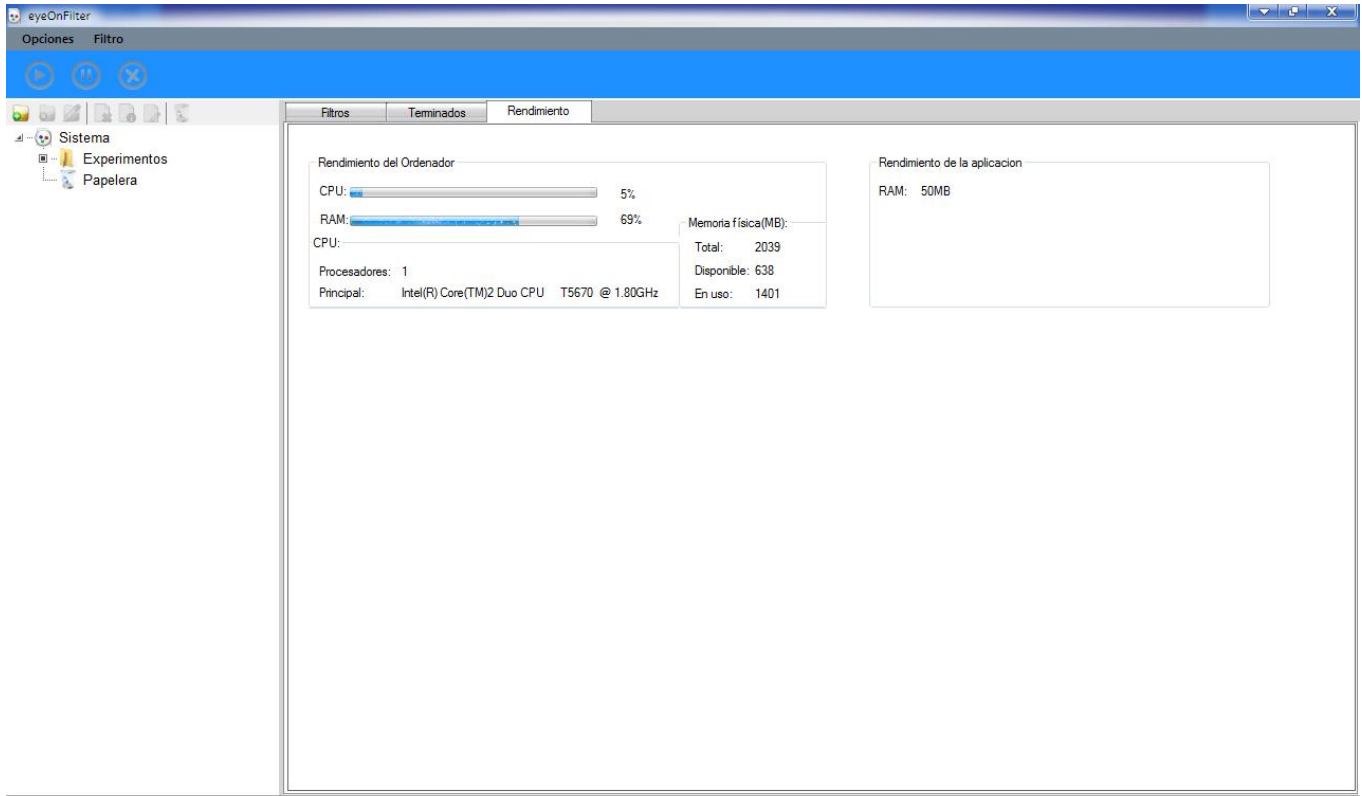 eyeOnFilter
Opciones Filtro
Filtros Terminados Rendimiento
Sistema
Experimentos
Papelera
Rendimiento del Ordenador
CPU: 5%
RAM: 69%
CPU:
Procesadores: 1
Principal: Intel(R) Core(TM)2 Duo CPU T5670 @ 1.80GHz
Memoria física(MB):
Total: 2039
Disponible: 638
En uso: 1401
Rendimiento de la aplicacion
RAM: 50MB